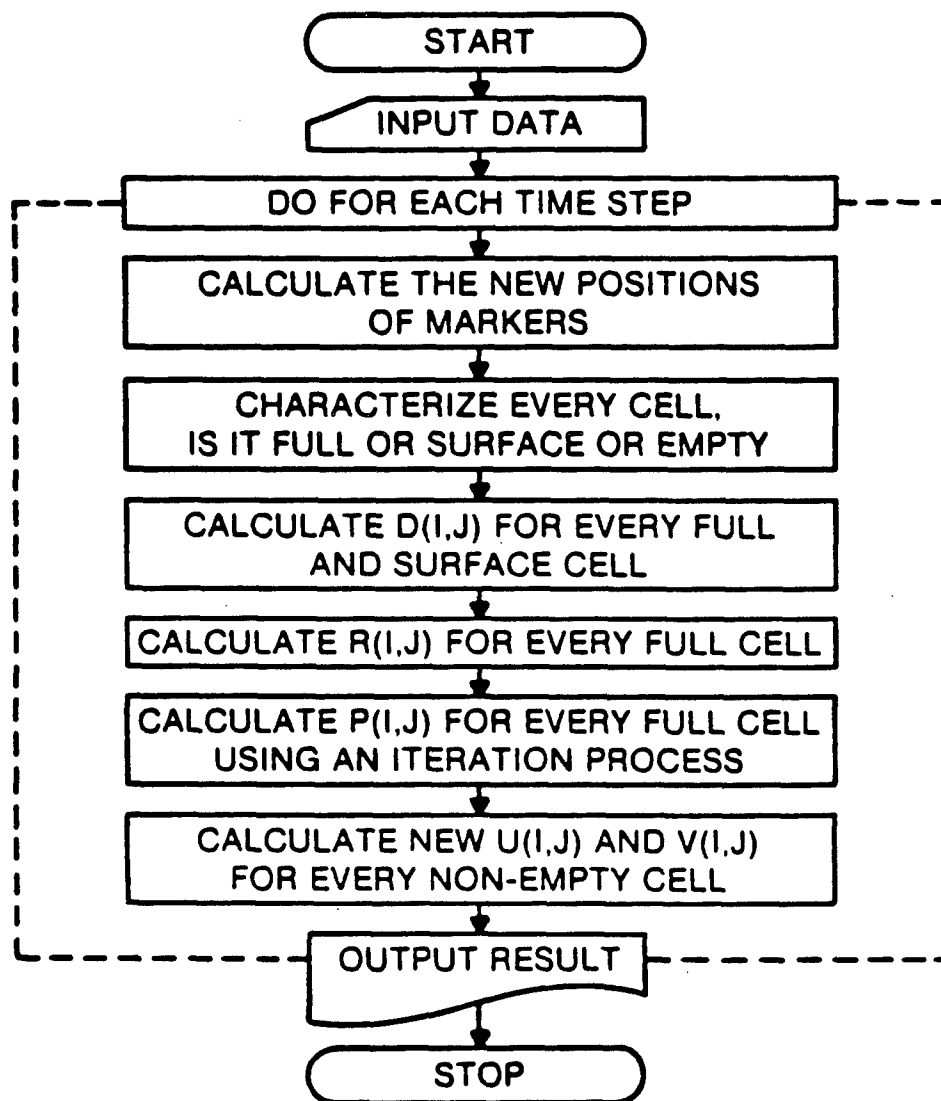 START
INPUT DATA
DO FOR EACH TIME STEP
CALCULATE THE NEW POSITIONS
OF MARKERS
CHARACTERIZE EVERY CELL,
IS IT FULL OR SURFACE OR EMPTY
CALCULATE D(I,J) FOR EVERY FULL
AND SURFACE CELL
CALCULATE R(I,J) FOR EVERY FULL CELL
CALCULATE P(I,J) FOR EVERY FULL CELL
USING AN ITERATION PROCESS
CALCULATE NEW U(I,J) AND V(I,J)
FOR EVERY NON-EMPTY CELL
OUTPUT RESULT
STOP